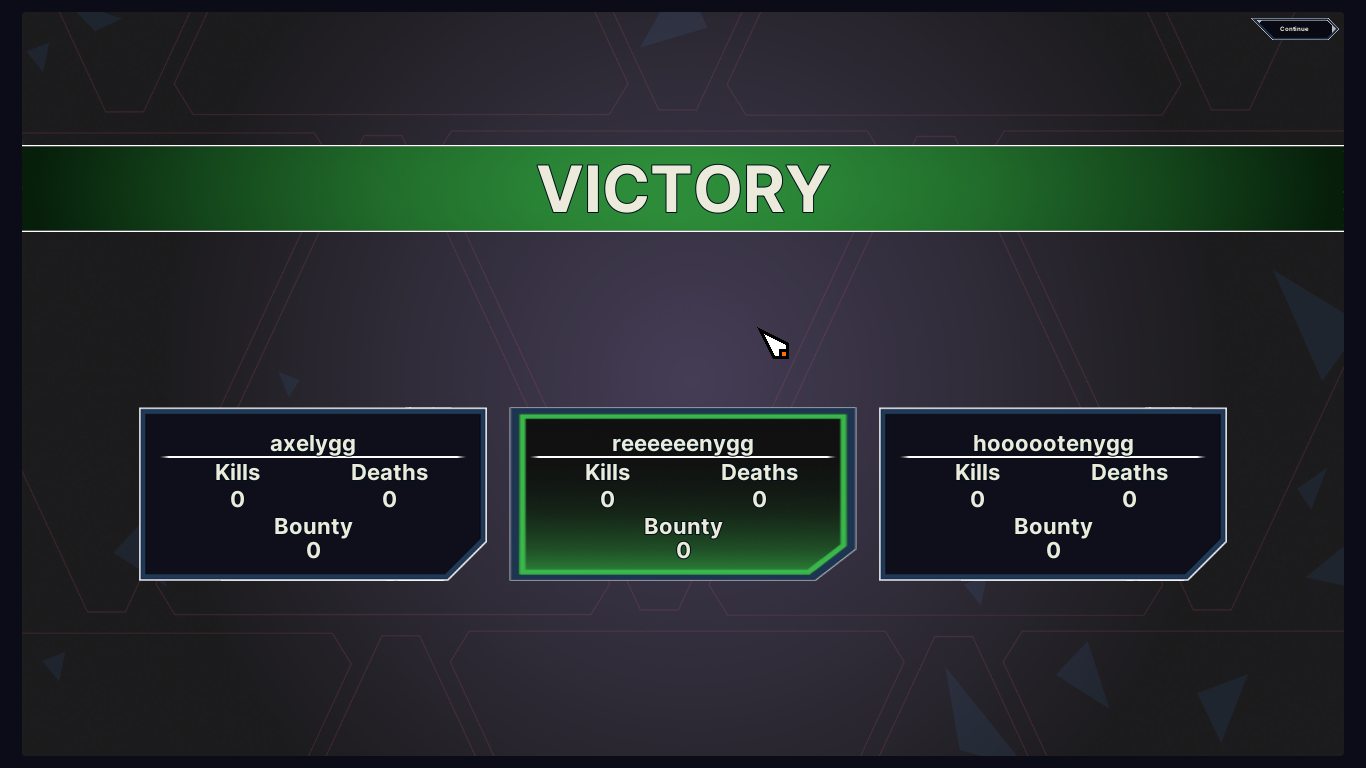 Continue
VICTORY
axelygg
Kills Deaths
0 0
Bounty
0
reeeeeenygg
Kills Deaths
0 0
Bounty
0
hoooootenygg
Kills Deaths
0 0
Bounty
0